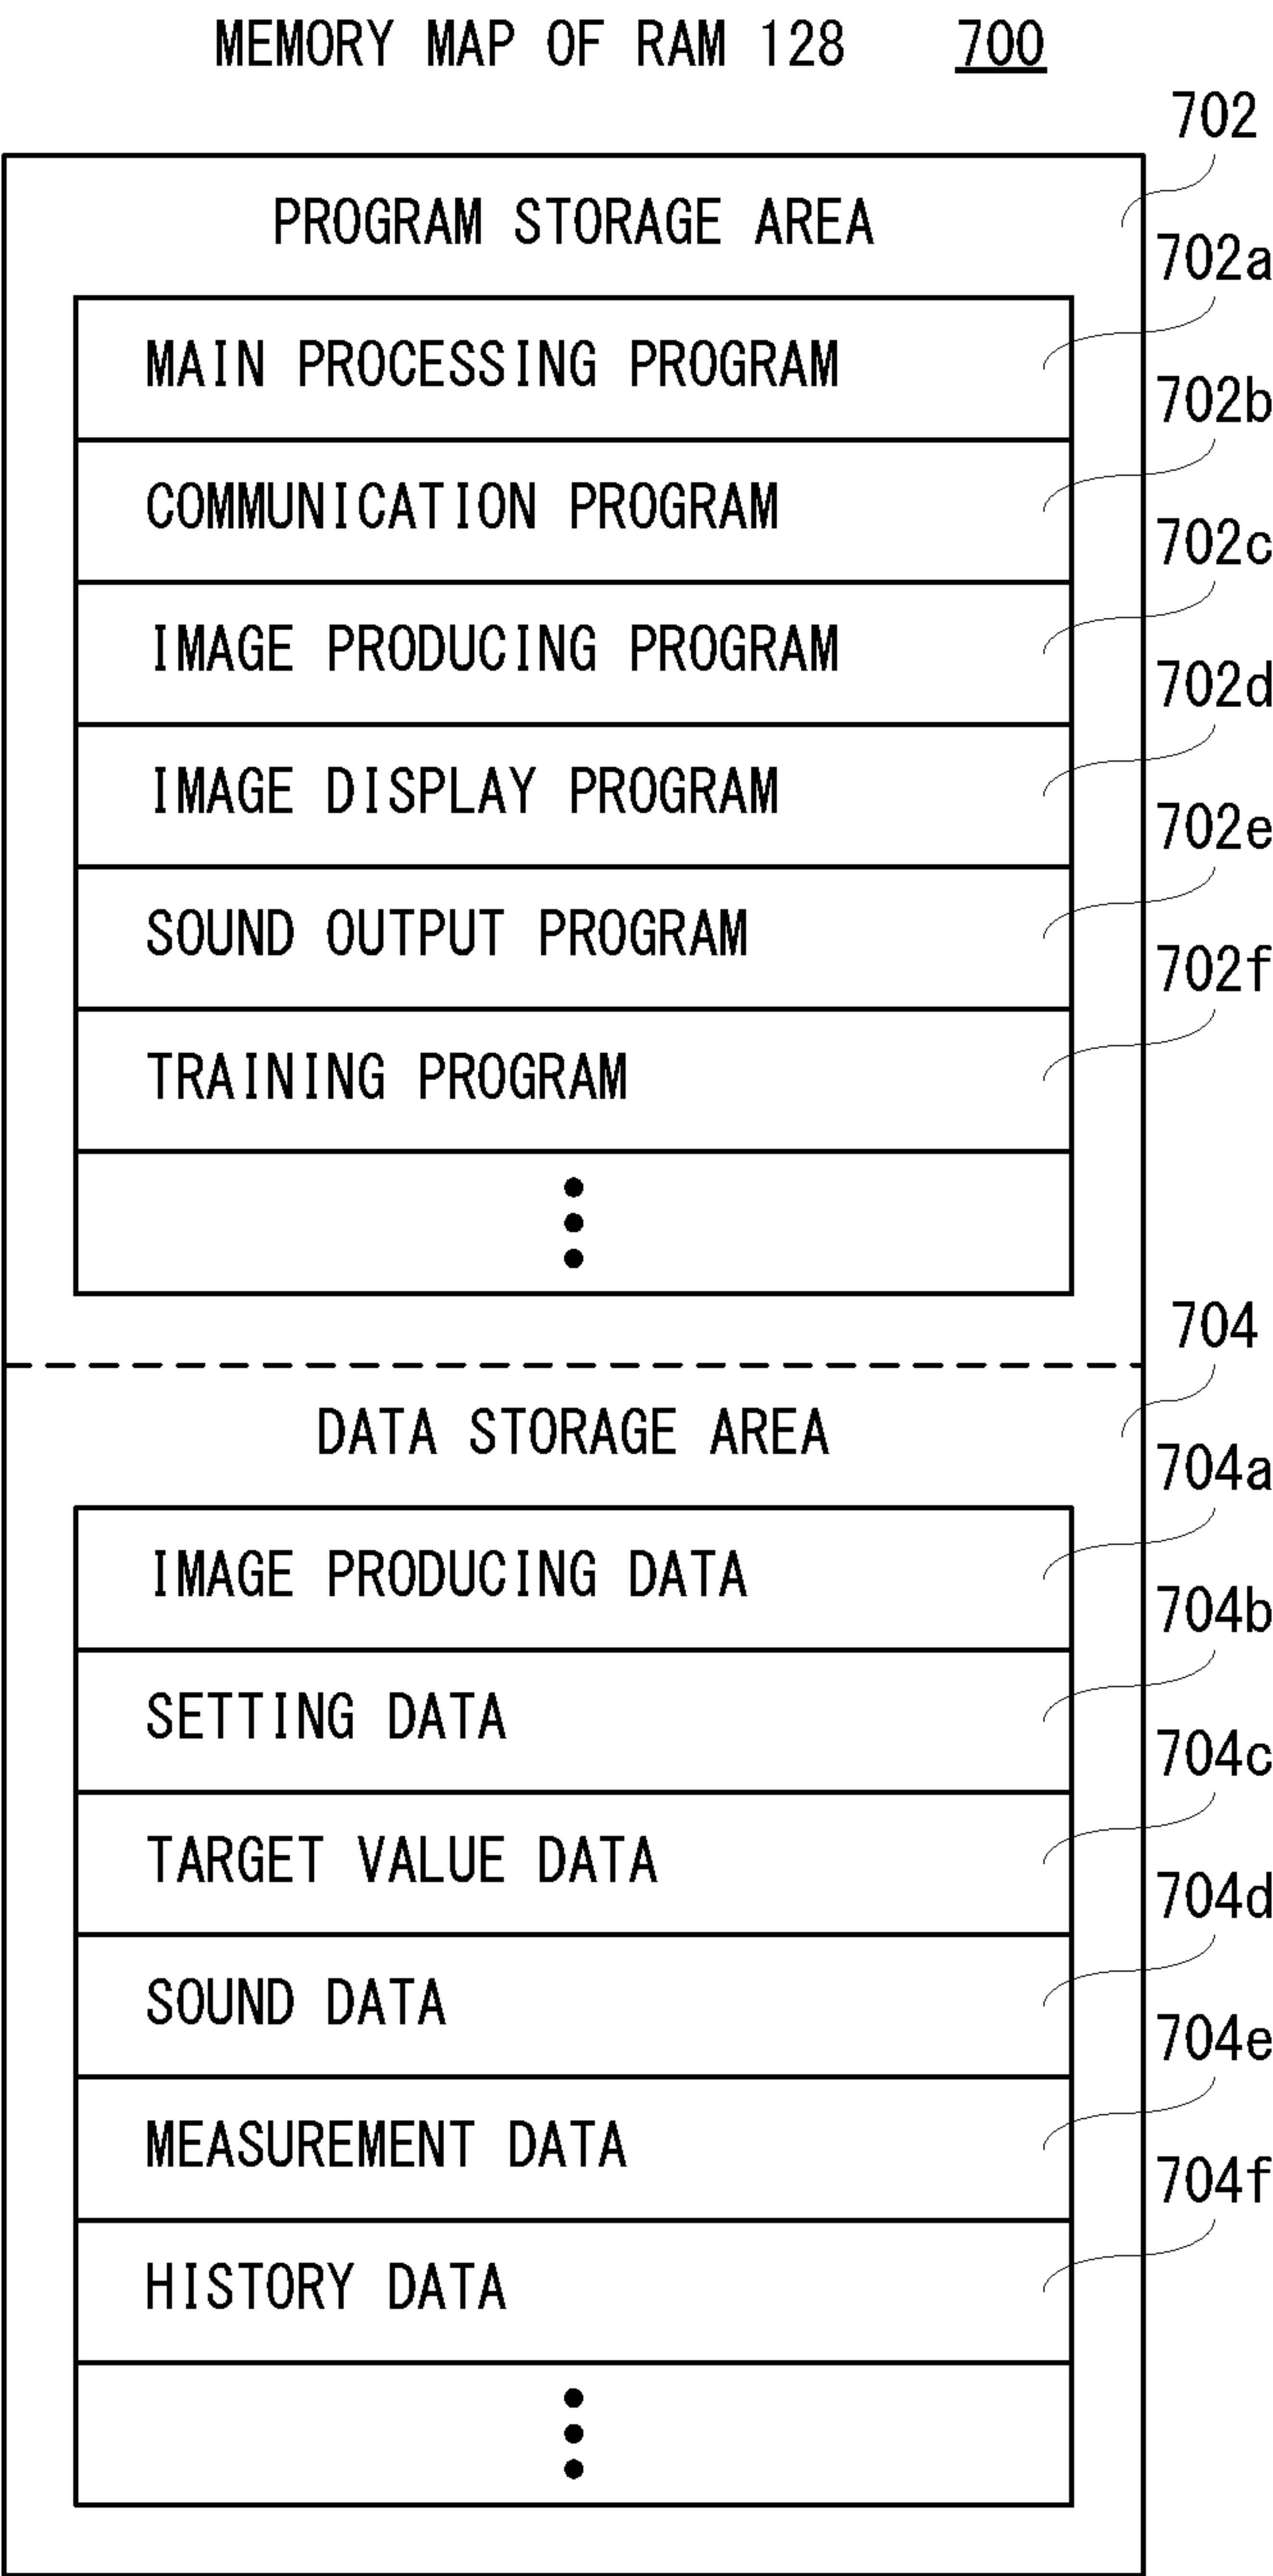 MEMORY MAP OF RAM 128 700
702
PROGRAM STORAGE AREA
702a
MAIN PROCESSING PROGRAM
702b
COMMUNICATION PROGRAM
702c
IMAGE PRODUCING PROGRAM
702d
IMAGE DISPLAY PROGRAM
702e
SOUND OUTPUT PROGRAM
702f
TRAINING PROGRAM
704
DATA STORAGE AREA
704a
IMAGE PRODUCING DATA
704b
SETTING DATA
704c
TARGET VALUE DATA
704d
SOUND DATA
704e
MEASUREMENT DATA
704f
HISTORY DATA